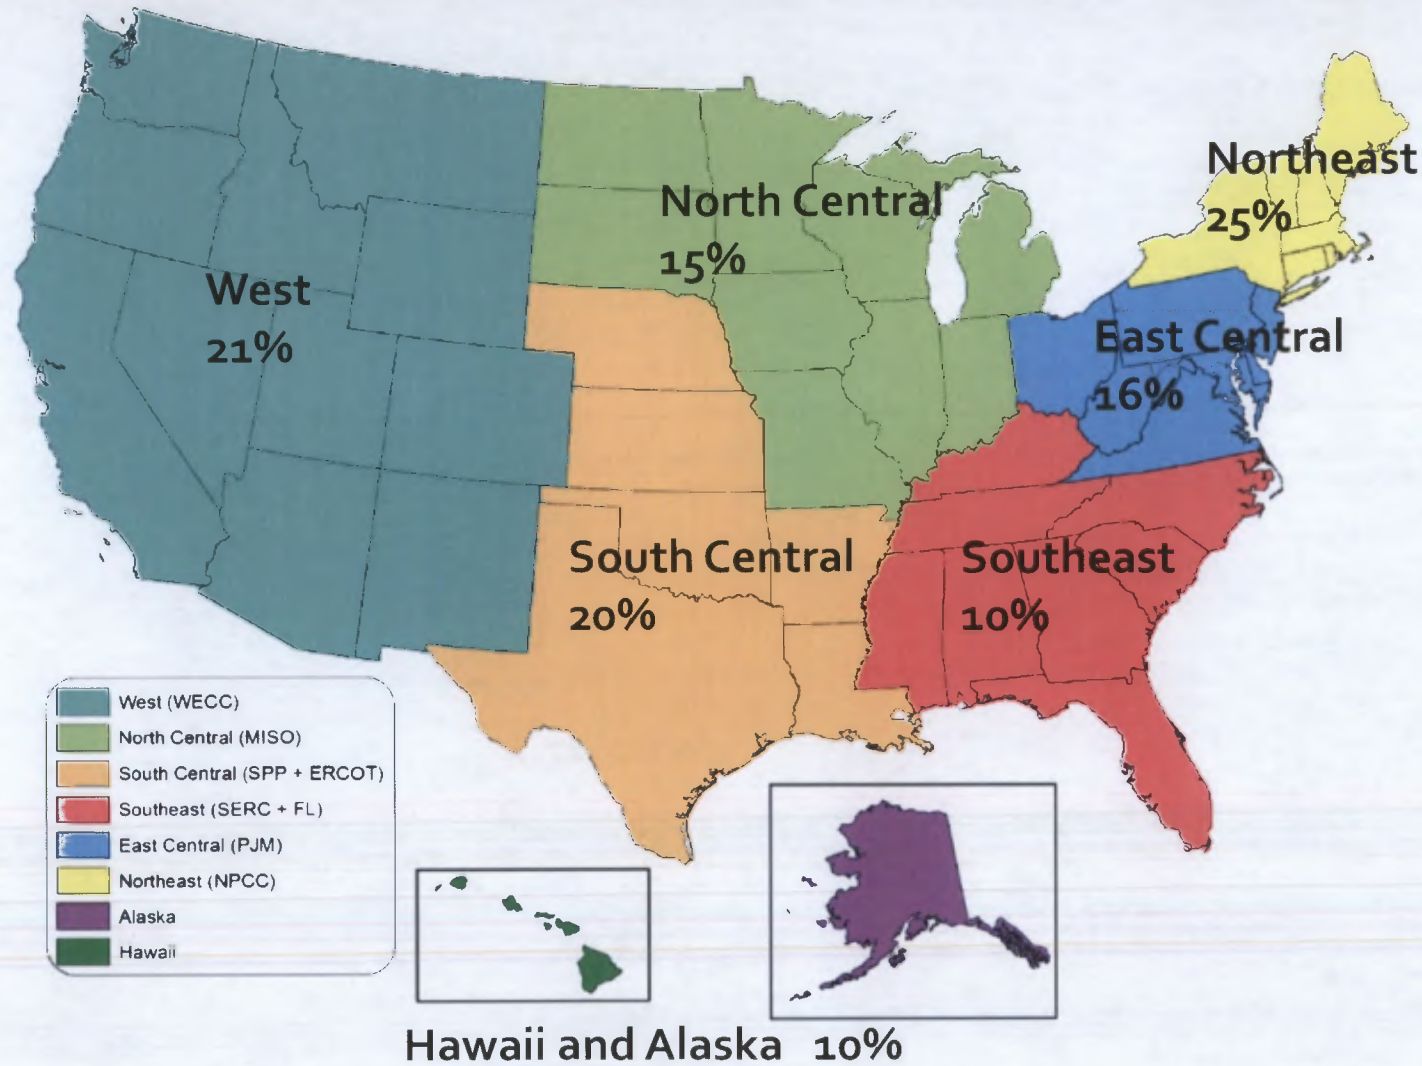 Northeast
25%
North Central
15%
West
21%
East Central
16%
South Central
20%
Southeast
10%
West (WECC)
North Central (MISO)
South Central (SPP + ERCOT)
Southeast (SERC + FL)
East Central (PJM)
Northeast (NPCC)
Alaska
Hawaii
Hawaii and Alaska 10%